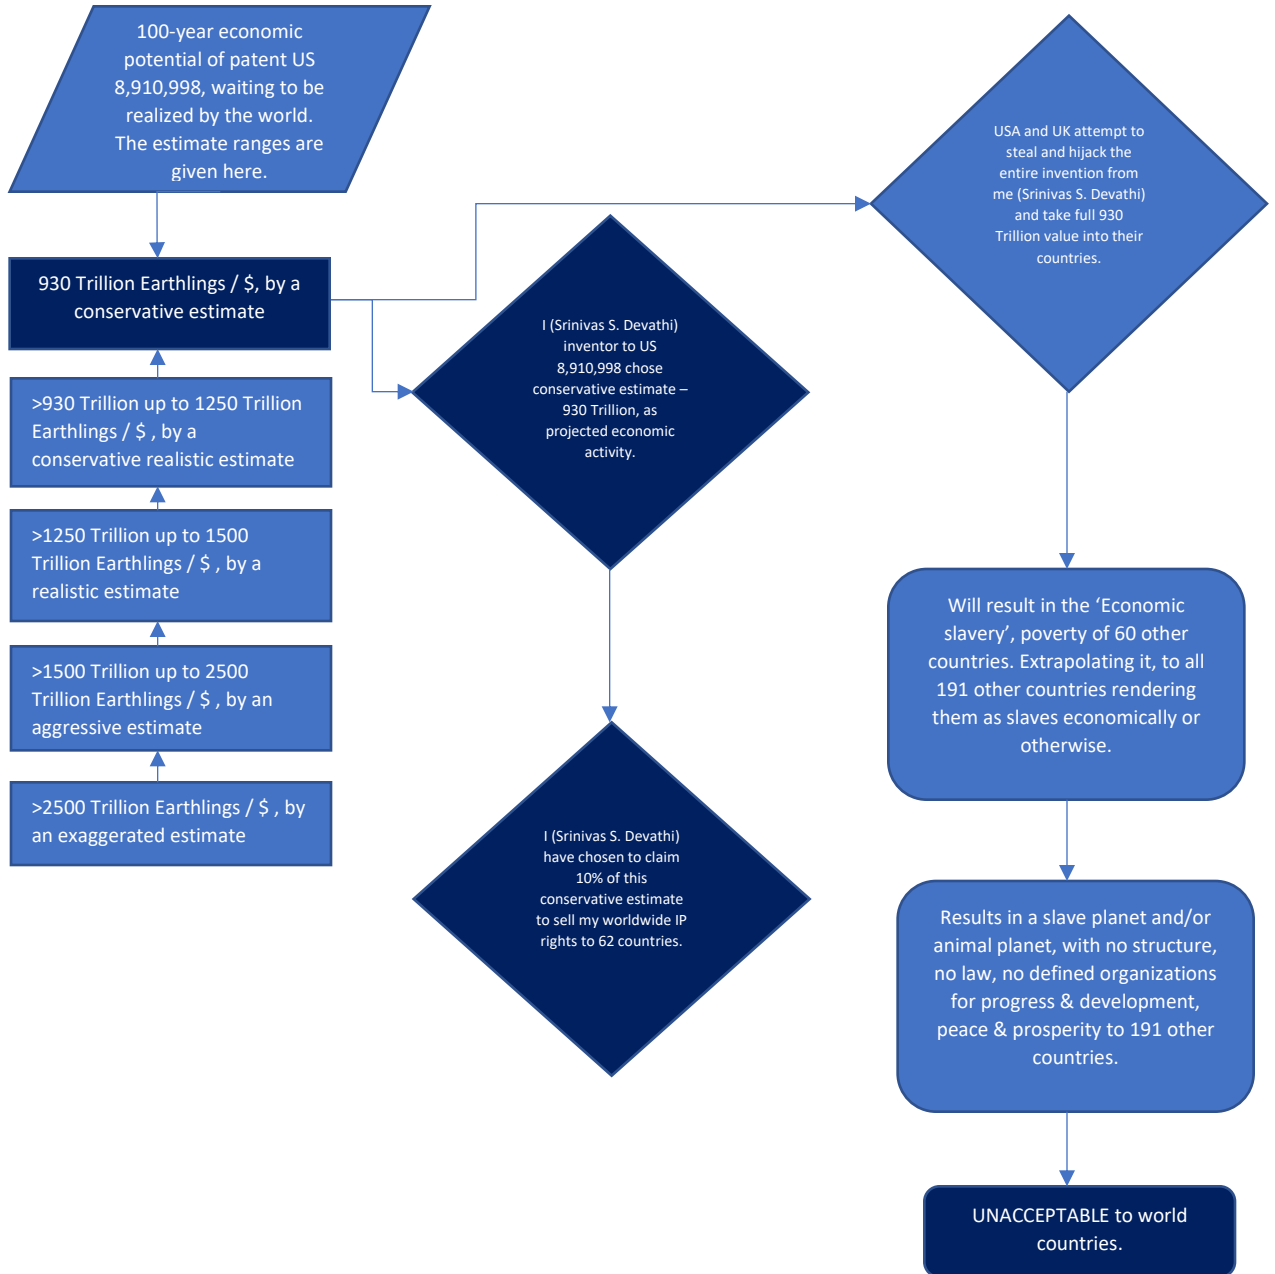 100-year economic
potential of patent US
8,910,998, waiting to be
realized by the world.
The estimate ranges are
given here.
930 Trillion Earthlings / $, by a
conservative estimate
>930 Trillion up to 1250 Trillion
Earthlings / $ , by a
conservative realistic estimate
>1250 Trillion up to 1500
Trillion Earthlings / $ , by a
realistic estimate
>1500 Trillion up to 2500
Trillion Earthlings / $ , by an
aggressive estimate
>2500 Trillion Earthlings / $ , by
an exaggerated estimate
I (Srinivas S. Devathi)
inventor to US
8,910,998 chose
conservative estimate –
930 Trillion, as
projected economic
activity.
I (Srinivas S. Devathi)
have chosen to claim
10% of this
conservative estimate
to sell my worldwide IP
rights to 62 countries.
USA and UK attempt to
steal and hijack the
entire invention from
me (Srinivas S. Devathi)
and take full 930
Trillion value into their
countries.
Will result in the ‘Economic
slavery’, poverty of 60 other
countries. Extrapolating it, to all
191 other countries rendering
them as slaves economically or
otherwise.
Results in a slave planet and/or
animal planet, with no structure,
no law, no defined organizations
for progress & development,
peace & prosperity to 191 other
countries.
UNACCEPTABLE to world
countries.